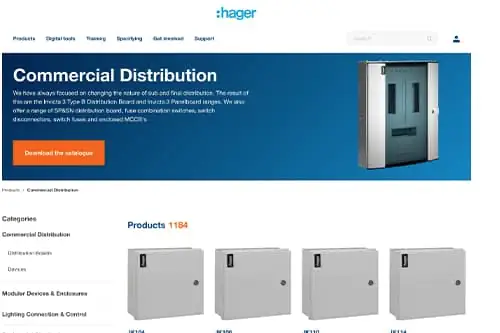 :hager
Products Digital tools Training Specifying Get involved Support
Search
Commercial Distribution
We have always focused on changing the nature of sub and final distribution. The result of
this are the Invicta 3 Type B Distribution Board and Invicta 3 Panelboard ranges. We also
offer a range of SP&SN distribution board, fuse combination switches, switch
disconnectors, switch fuses and enclosed MCCB's
Download the catalogue
Products / Commercial Distribution
Categories
Products 1184
Commercial Distribution
Distribution Boards
Devices
Modular Devices & Enclosures
Lighting Connection & Control